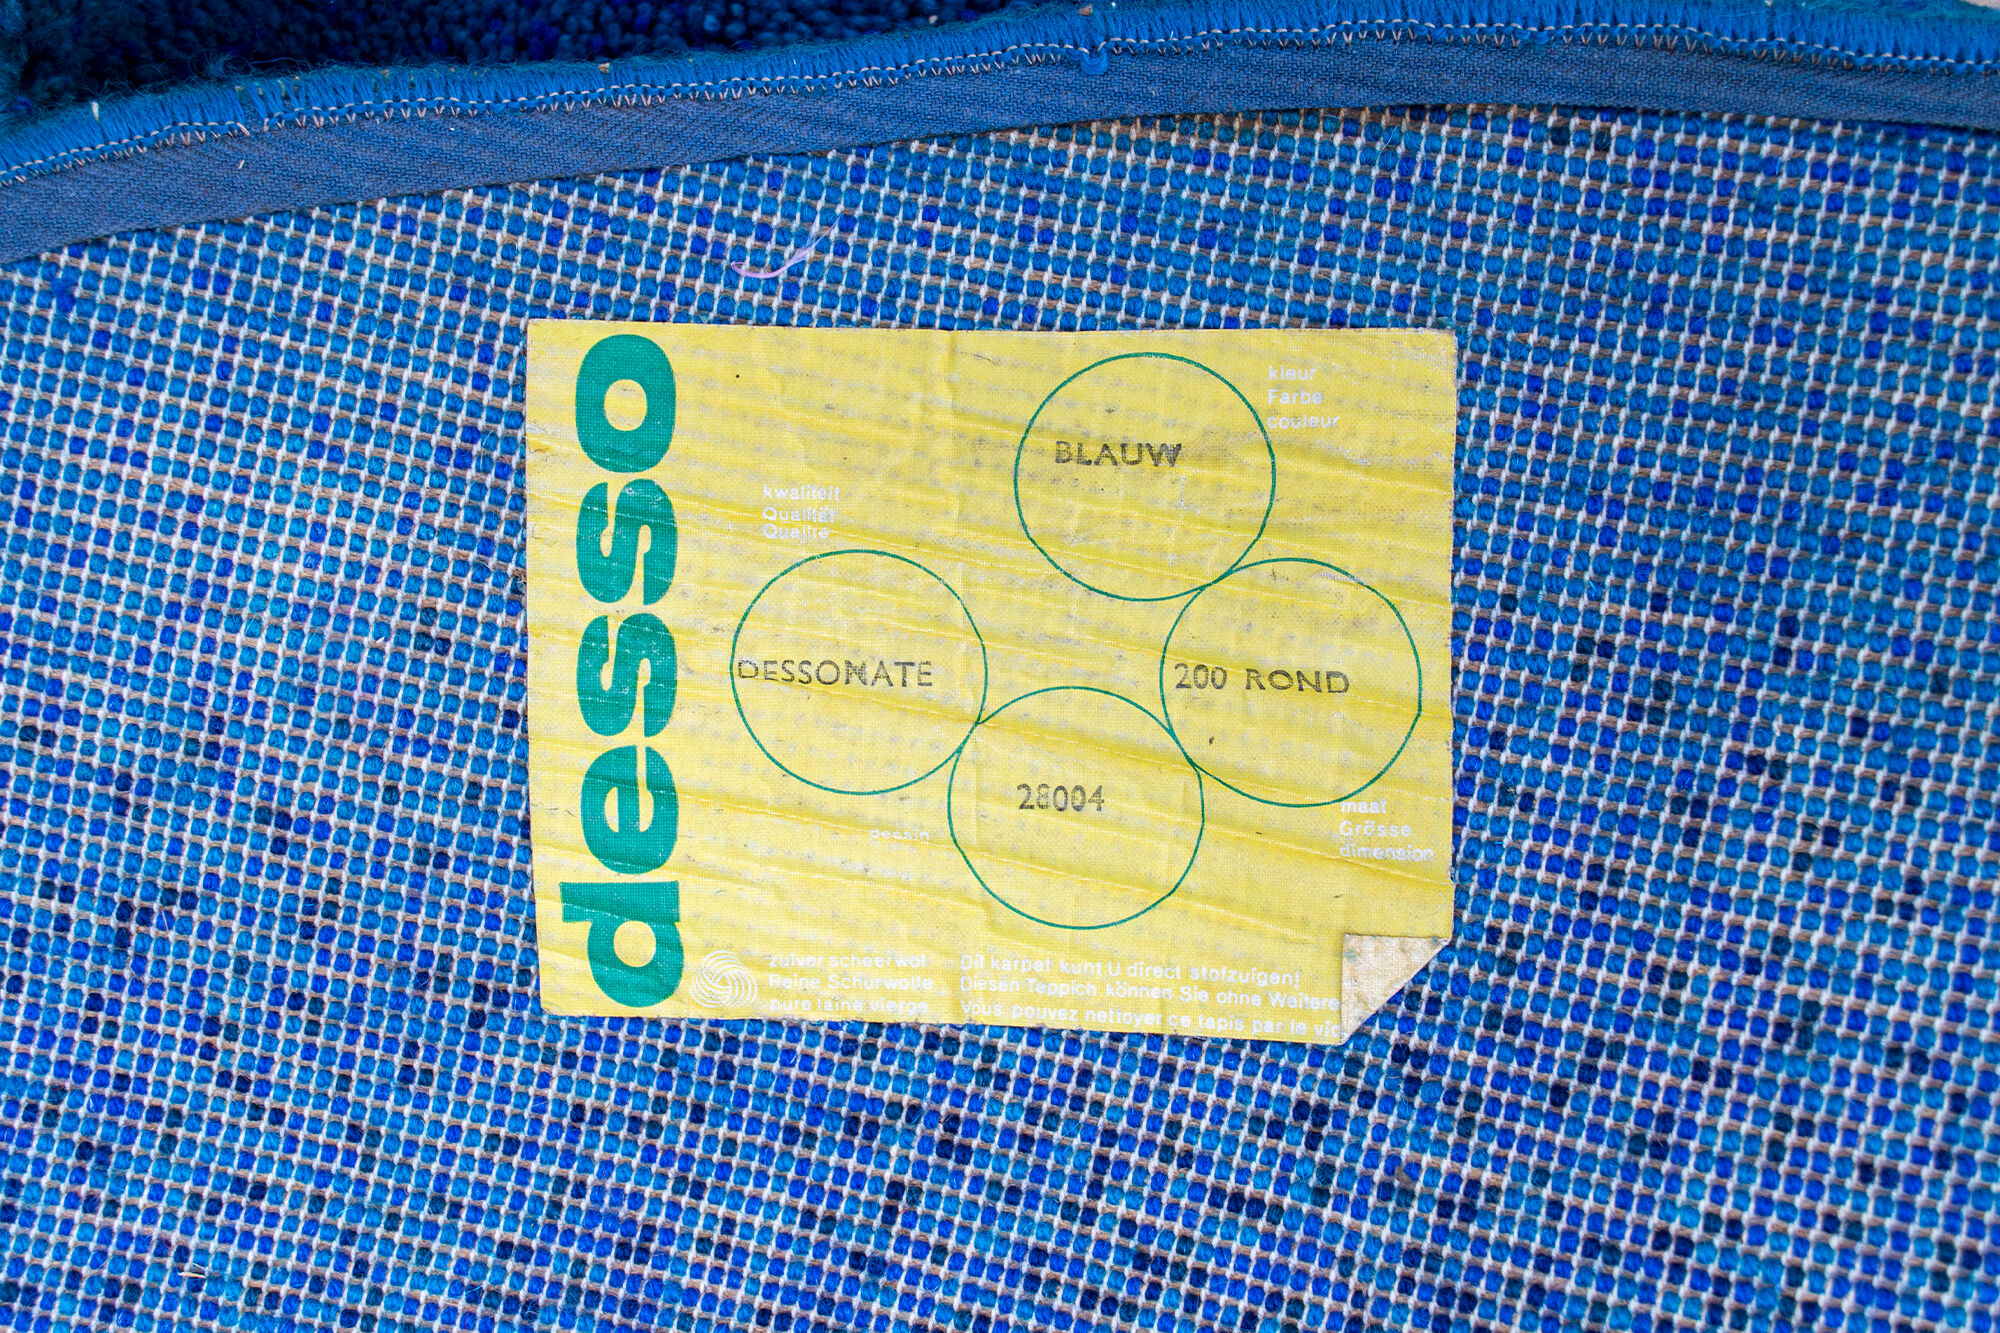 desso
kleur
Farbe
couleur
BLAUW
kwaliteit
Qualität
Qualité
DESSONATE
200 ROND
28004
dessin
maat
Grösse
dimension
zuiver scheerwol
Reine Schurwolle
pure laine vierge
Dit karpet kunt U direct stofzuigen!
Diesen Teppich können Sie ohne Weitere
Vous pouvez nettoyer ce tapis par le vid